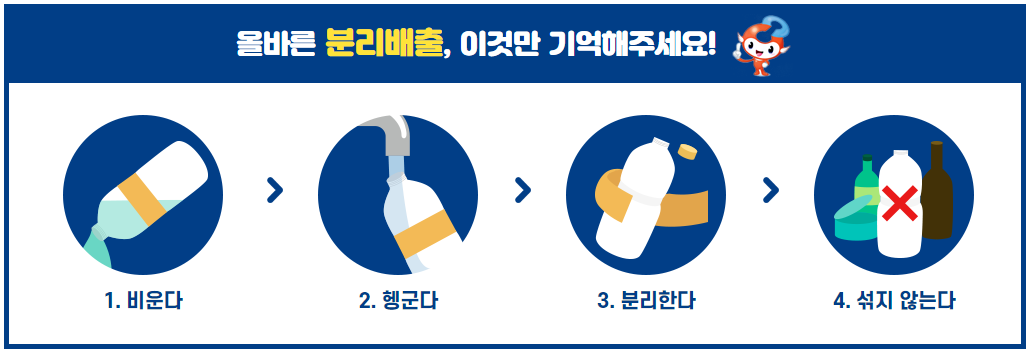 올바른 분리배출, 이것만 기억해주세요!
1. 비운다
2. 헹군다
3. 분리한다
4. 섞지 않는다